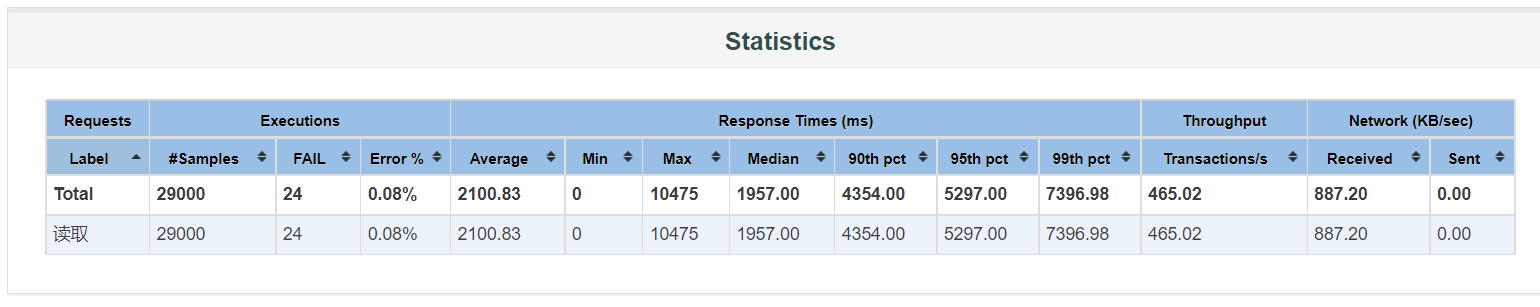 Statistics
Requests Executions Response Times (ms) Throughput Network (KB/sec)
Label #Samples FAIL Error % Average Min Max Median 90th pct 95th pct 99th pct Transactions/s Received Sent
Total 29000 24 0.08% 2100.83 0 10475 1957.00 4354.00 5297.00 7396.98 465.02 887.20 0.00
读取 29000 24 0.08% 2100.83 0 10475 1957.00 4354.00 5297.00 7396.98 465.02 887.20 0.00